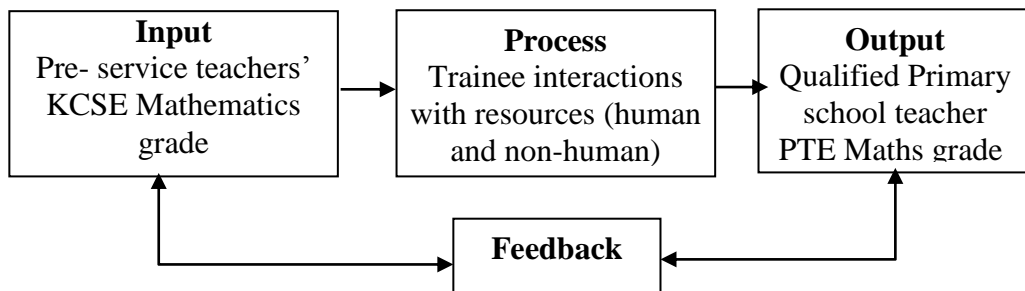 Input
Pre- service teachers’
KCSE Mathematics
grade
Process
Trainee interactions
with resources (human
and non-human)
Output
Qualified Primary
school teacher
PTE Maths grade
Feedback